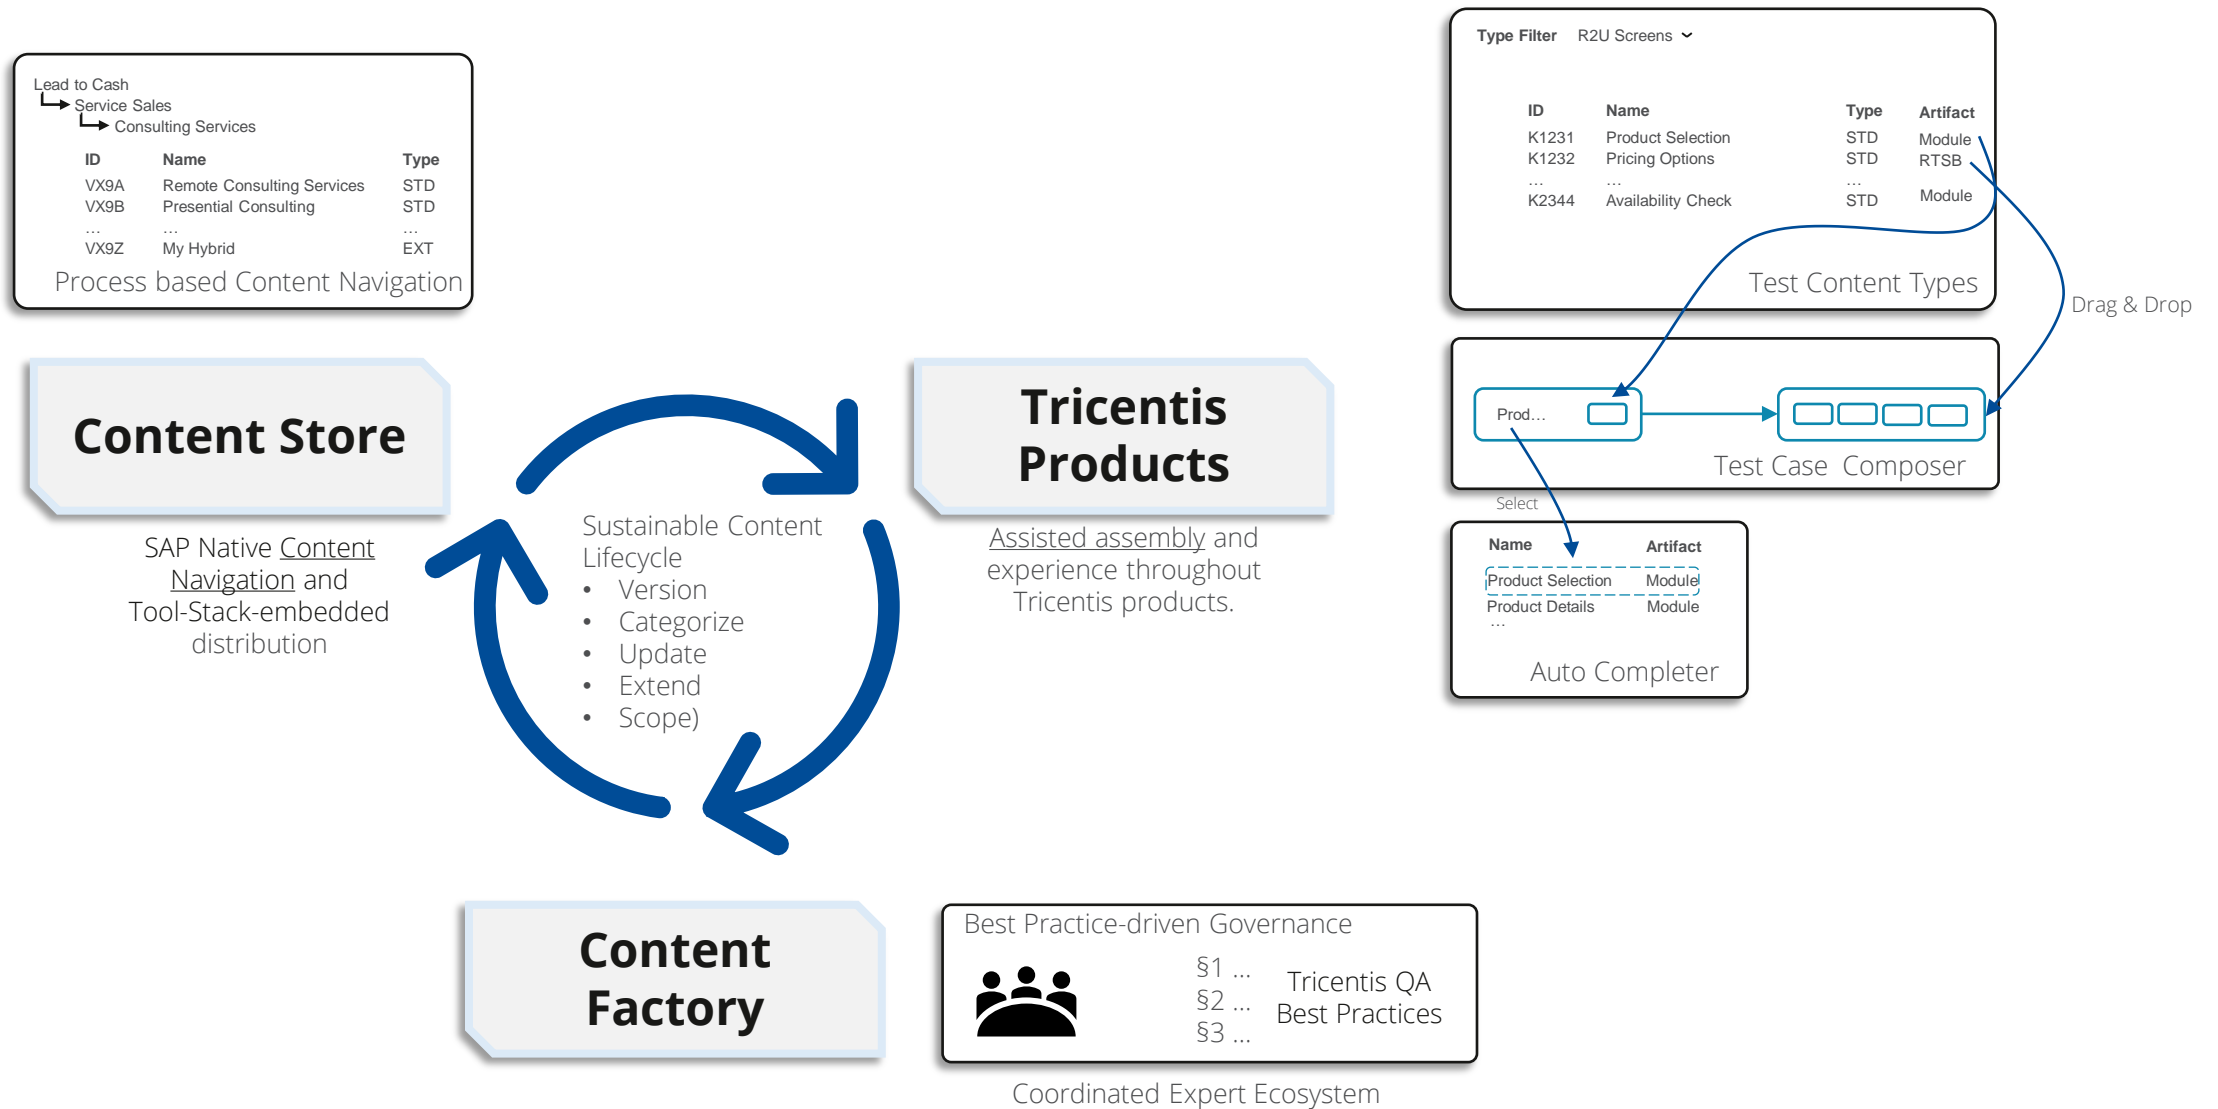 Lead to Cash
Service Sales
Consulting Services
ID Name Type
VX9A Remote Consulting Services STD
VX9B Presential Consulting STD
… … …
VX9Z My Hybrid EXT
Process based Content Navigation
Type Filter R2U Screens
ID Name Type Artifact
K1231 Product Selection STD Module
K1232 Pricing Options STD RTSB
… … …
K2344 Availability Check STD Module
Test Content Types
Drag & Drop
Prod…
Test Case Composer
Select
Name Artifact
Product Selection Module
Product Details Module
…
Auto Completer
Content Store
SAP Native Content
Navigation and
Tool-Stack-embedded
distribution
Sustainable Content
Lifecycle
• Version
• Categorize
• Update
• Extend
• Scope)
Tricentis
Products
Assisted assembly and
experience throughout
Tricentis products.
Content
Factory
Best Practice-driven Governance
§1 …
§2 …
§3 …
Tricentis QA
Best Practices
Coordinated Expert Ecosystem